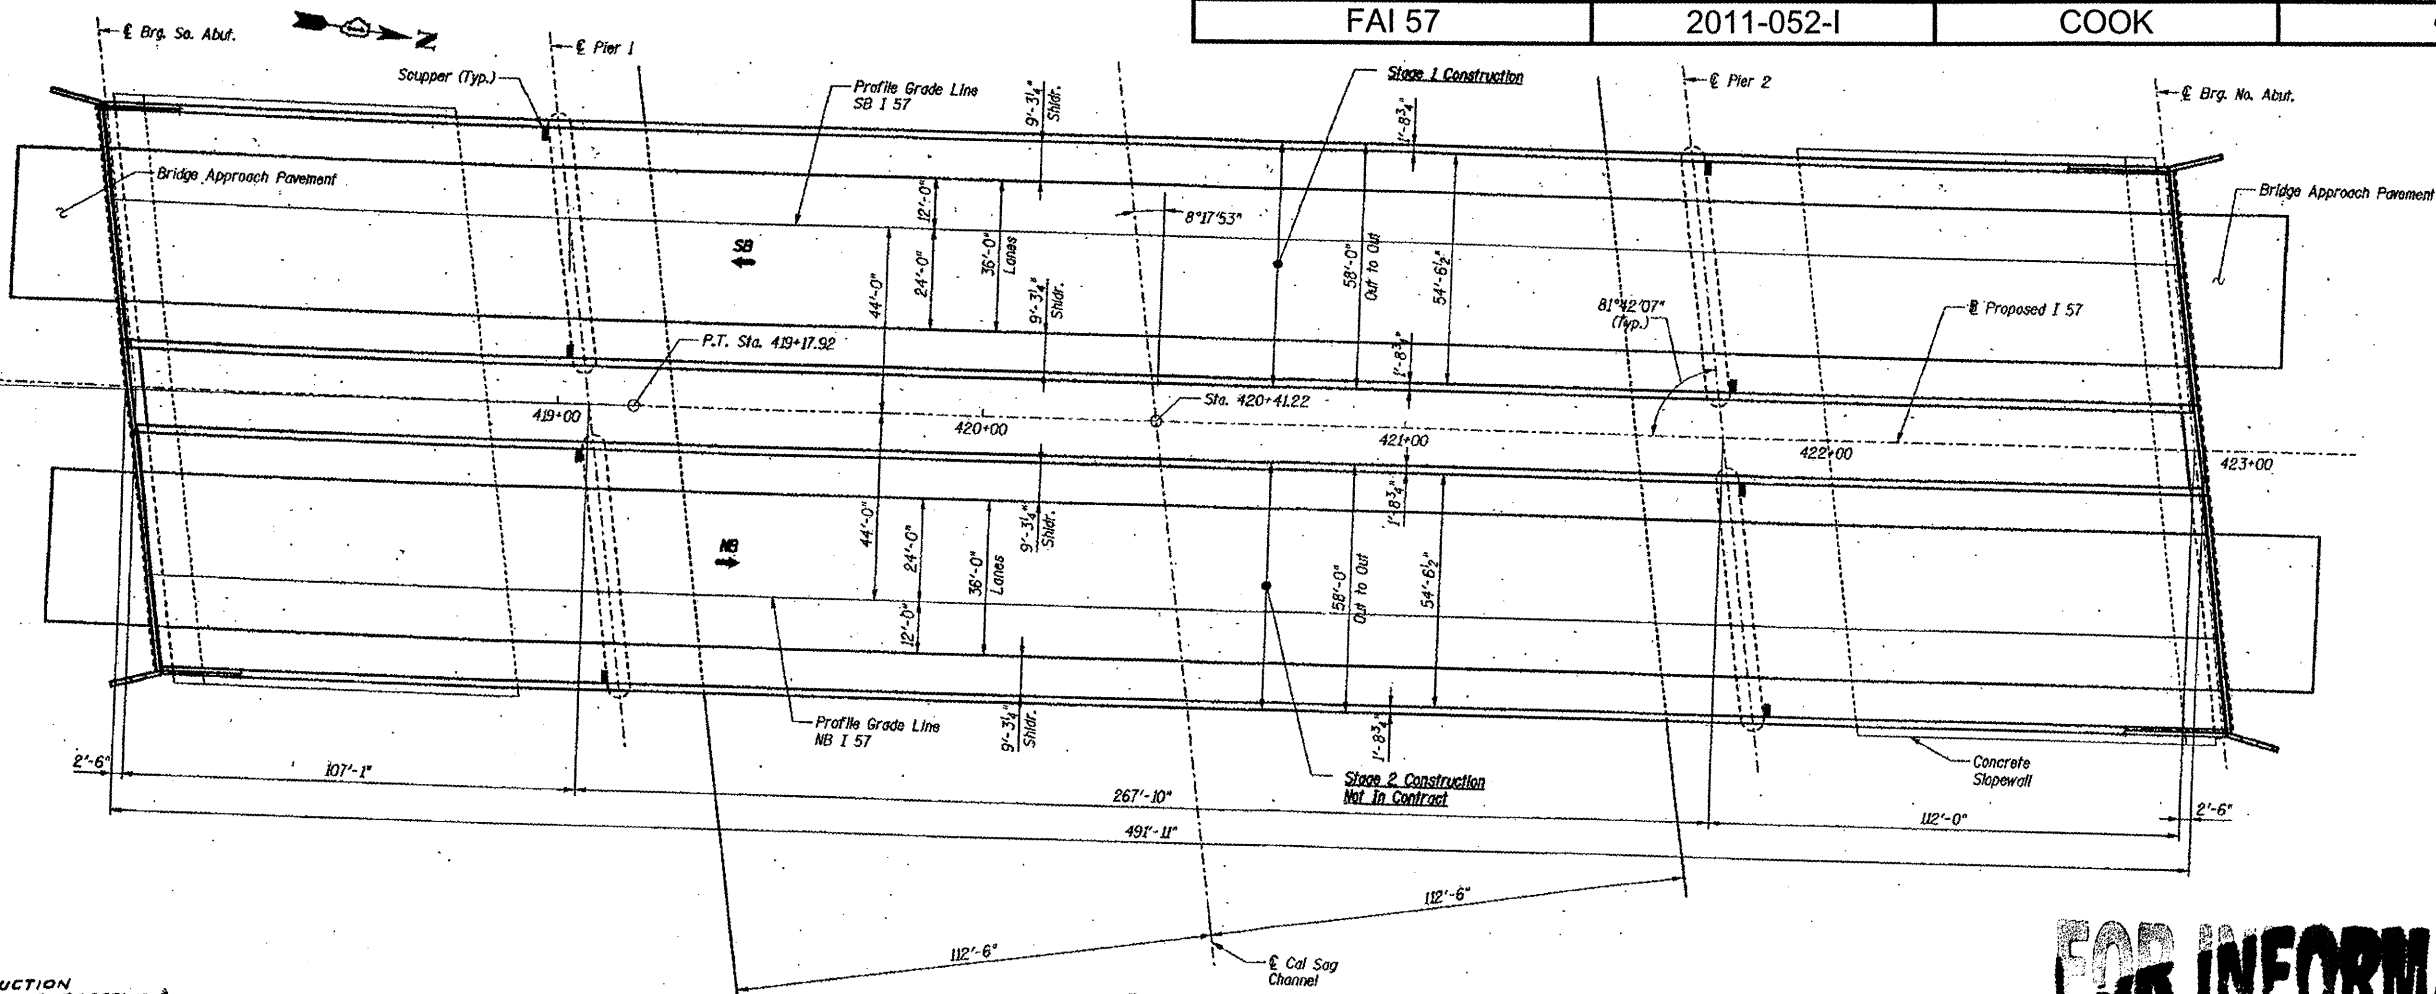 FAI 57
2011-052-I
COOK
℄ Brg. So. Abut.
N
℄ Pier 1
Scupper (Typ.)
Profile Grade Line
SB I 57
9'-3¼"
Shldr.
Stage 1 Construction
1'-8¾"
℄ Pier 2
℄ Brg. No. Abut.
Bridge Approach Pavement
Bridge Approach Pavement
12'-0"
8°17'53"
SB
44'-0"
24'-0"
36'-0"
Lanes
9'-3¼"
Shldr.
58'-0"
Out to Out
54'-6½"
81°42'07"
(Typ.)
℄ Proposed I 57
P.T. Sta. 419+17.92
1'-8¾"
Sta. 420+41.22
419+00
420+00
421+00
422+00
423+00
NB
44'-0"
24'-0"
12'-0"
36'-0"
Lanes
9'-3¼"
Shldr.
1'-8¾"
58'-0"
Out to Out
54'-6½"
Profile Grade Line
NB I 57
9'-3¼"
Shldr.
1'-8¾"
Stage 2 Construction
Not In Contract
Concrete
Slopewall
2'-6"
107'-1"
267'-10"
112'-0"
2'-6"
491'-11"
112'-6"
112'-6"
℄ Cal Sag
Channel
UCTION
FOR INFORM